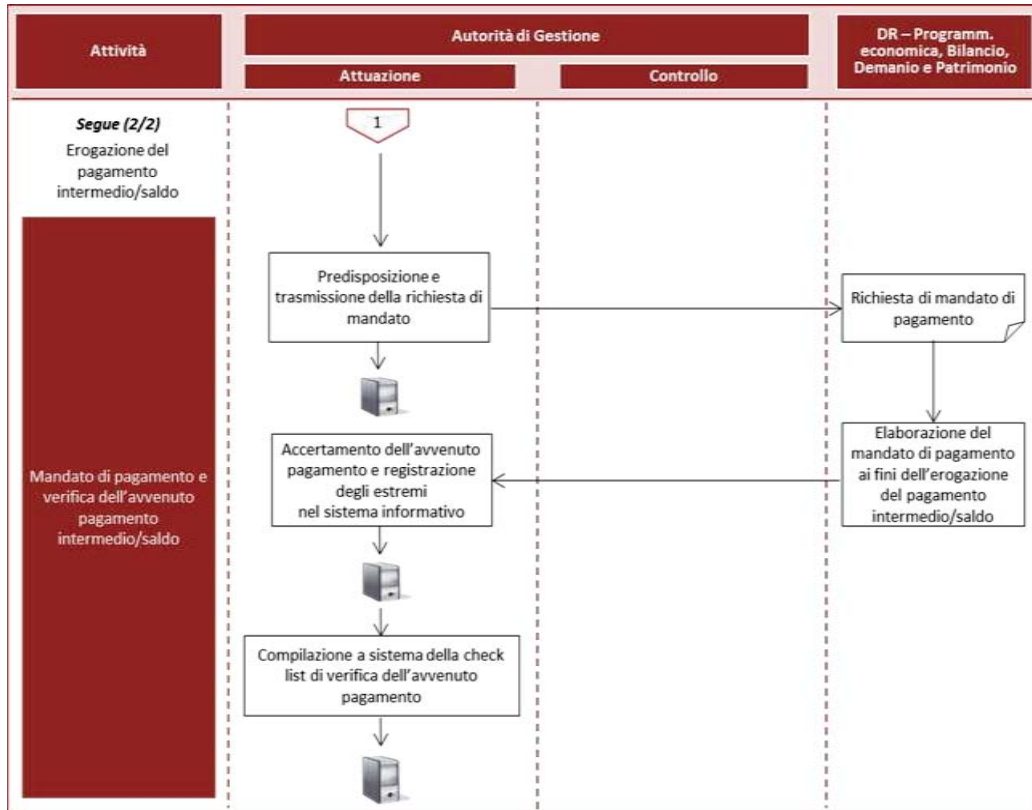 Attività
Autorità di Gestione
DR – Programm.
economica, Bilancio,
Demanio e Patrimonio
Attuazione
Controllo
Segue (2/2)
Erogazione del
pagamento
intermedio/saldo
1
Predisposizione e
trasmissione della richiesta di
mandato
Richiesta di mandato di
pagamento
Mandato di pagamento e
verifica dell'avvenuto
pagamento
intermedio/saldo
Accertamento dell'avvenuto
pagamento e registrazione
degli estremi
nel sistema informativo
Elaborazione del
mandato di pagamento
ai fini dell'erogazione
del pagamento
intermedio/saldo
Compilazione a sistema della check
list di verifica dell'avvenuto
pagamento